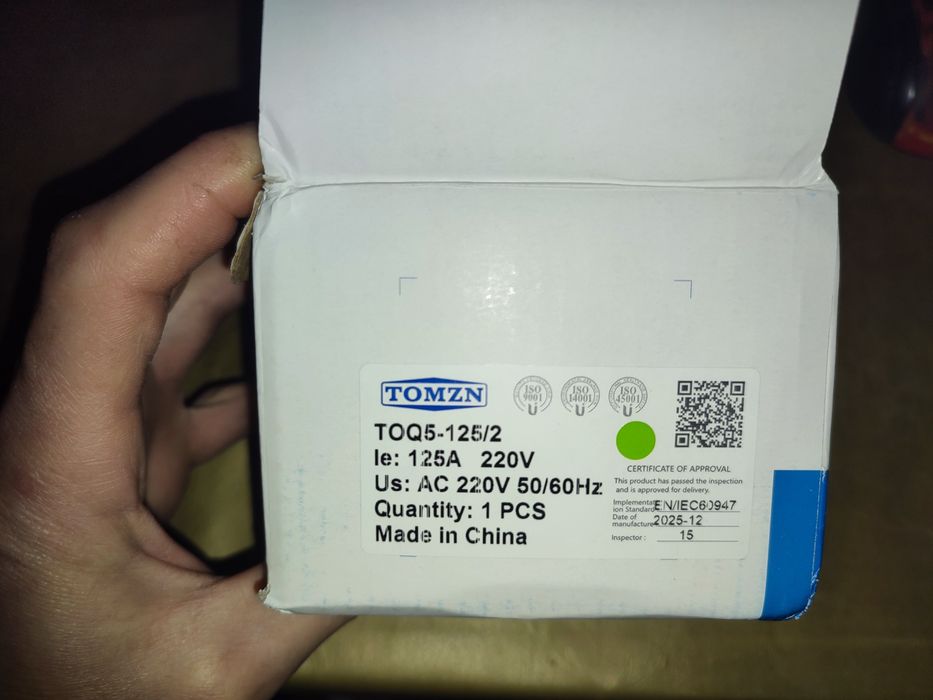 TOMZN
ISO 9001
ISO 14001
ISO 45001
TOQ5-125/2
Ie: 125A 220V
Us: AC 220V 50/60Hz
Quantity: 1 PCS
Made in China
CERTIFICATE OF APPROVAL
This product has passed the inspection
and is approved for delivery.
Implementat
ion Standard EN/IEC60947
Date of
manufacture 2025-12
Inspector : 15